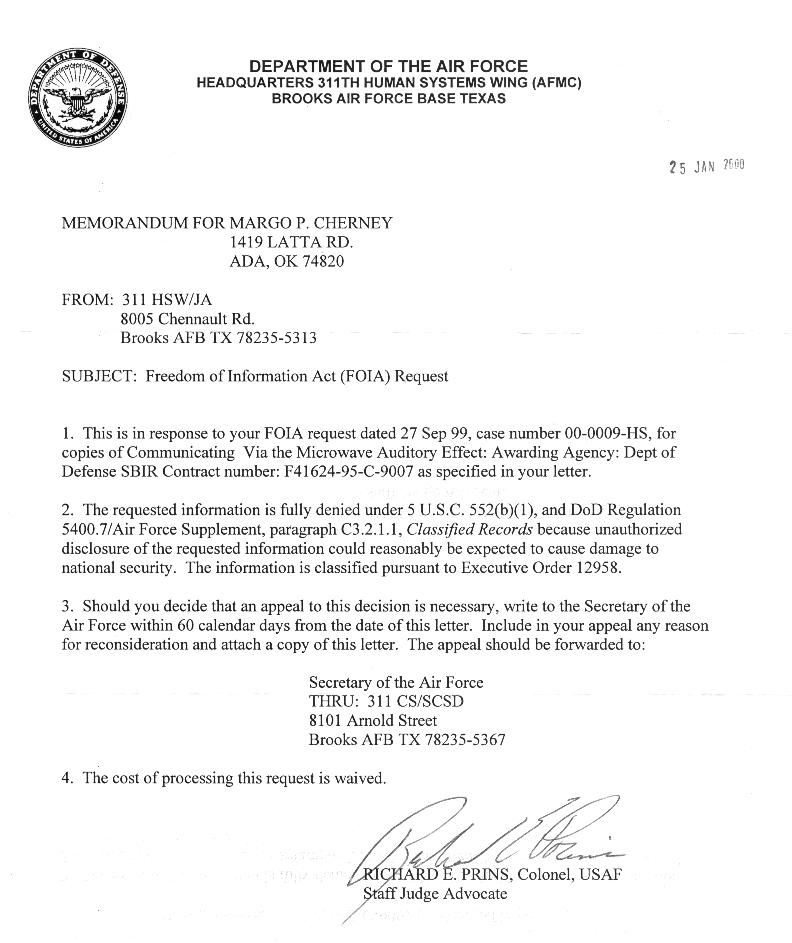 DEPARTMENT OF DEFENSE
UNITED STATES OF AMERICA
DEPARTMENT OF THE AIR FORCE
HEADQUARTERS 311TH HUMAN SYSTEMS WING (AFMC)
BROOKS AIR FORCE BASE TEXAS
25 JAN 2000
MEMORANDUM FOR MARGO P. CHERNEY
1419 LATTA RD.
ADA, OK 74820
FROM: 311 HSW/JA
8005 Chennault Rd.
Brooks AFB TX 78235-5313
SUBJECT: Freedom of Information Act (FOIA) Request
1. This is in response to your FOIA request dated 27 Sep 99, case number 00-0009-HS, for
copies of Communicating Via the Microwave Auditory Effect: Awarding Agency: Dept of
Defense SBIR Contract number: F41624-95-C-9007 as specified in your letter.
2. The requested information is fully denied under 5 U.S.C. 552(b)(1), and DoD Regulation
5400.7/Air Force Supplement, paragraph C3.2.1.1, Classified Records because unauthorized
disclosure of the requested information could reasonably be expected to cause damage to
national security. The information is classified pursuant to Executive Order 12958.
3. Should you decide that an appeal to this decision is necessary, write to the Secretary of the
Air Force within 60 calendar days from the date of this letter. Include in your appeal any reason
for reconsideration and attach a copy of this letter. The appeal should be forwarded to:
Secretary of the Air Force
THRU: 311 CS/SCSD
8101 Arnold Street
Brooks AFB TX 78235-5367
4. The cost of processing this request is waived.
RICHARD E. PRINS, Colonel, USAF
Staff Judge Advocate